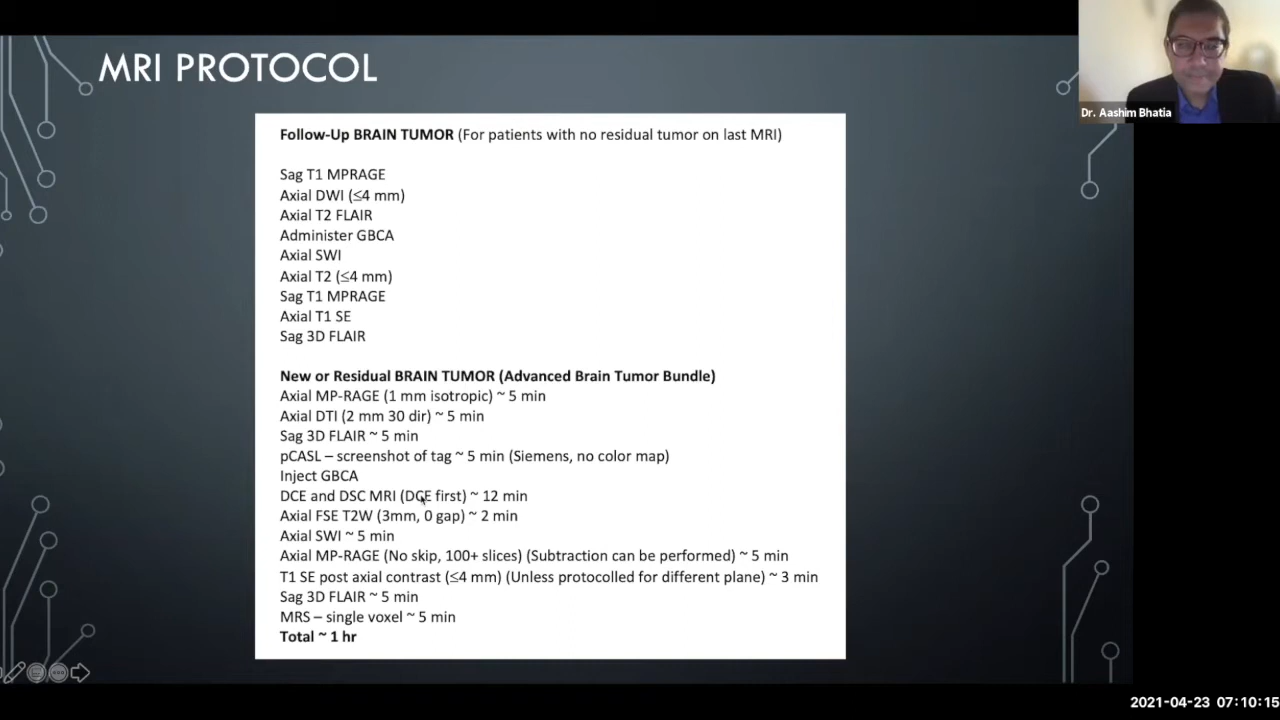 MRI PROTOCOL
Dr. Aashim Bhatia
Follow-Up BRAIN TUMOR (For patients with no residual tumor on last MRI)
Sag T1 MPRAGE
Axial DWI (≤4 mm)
Axial T2 FLAIR
Administer GBCA
Axial SWI
Axial T2 (≤4 mm)
Sag T1 MPRAGE
Axial T1 SE
Sag 3D FLAIR
New or Residual BRAIN TUMOR (Advanced Brain Tumor Bundle)
Axial MP-RAGE (1 mm isotropic) ~ 5 min
Axial DTI (2 mm 30 dir) ~ 5 min
Sag 3D FLAIR ~ 5 min
pCASL – screenshot of tag ~ 5 min (Siemens, no color map)
Inject GBCA
DCE and DSC MRI (DCE first) ~ 12 min
Axial FSE T2W (3mm, 0 gap) ~ 2 min
Axial SWI ~ 5 min
Axial MP-RAGE (No skip, 100+ slices) (Subtraction can be performed) ~ 5 min
T1 SE post axial contrast (≤4 mm) (Unless protocolled for different plane) ~ 3 min
Sag 3D FLAIR ~ 5 min
MRS – single voxel ~ 5 min
Total ~ 1 hr
2021-04-23 07:10:15